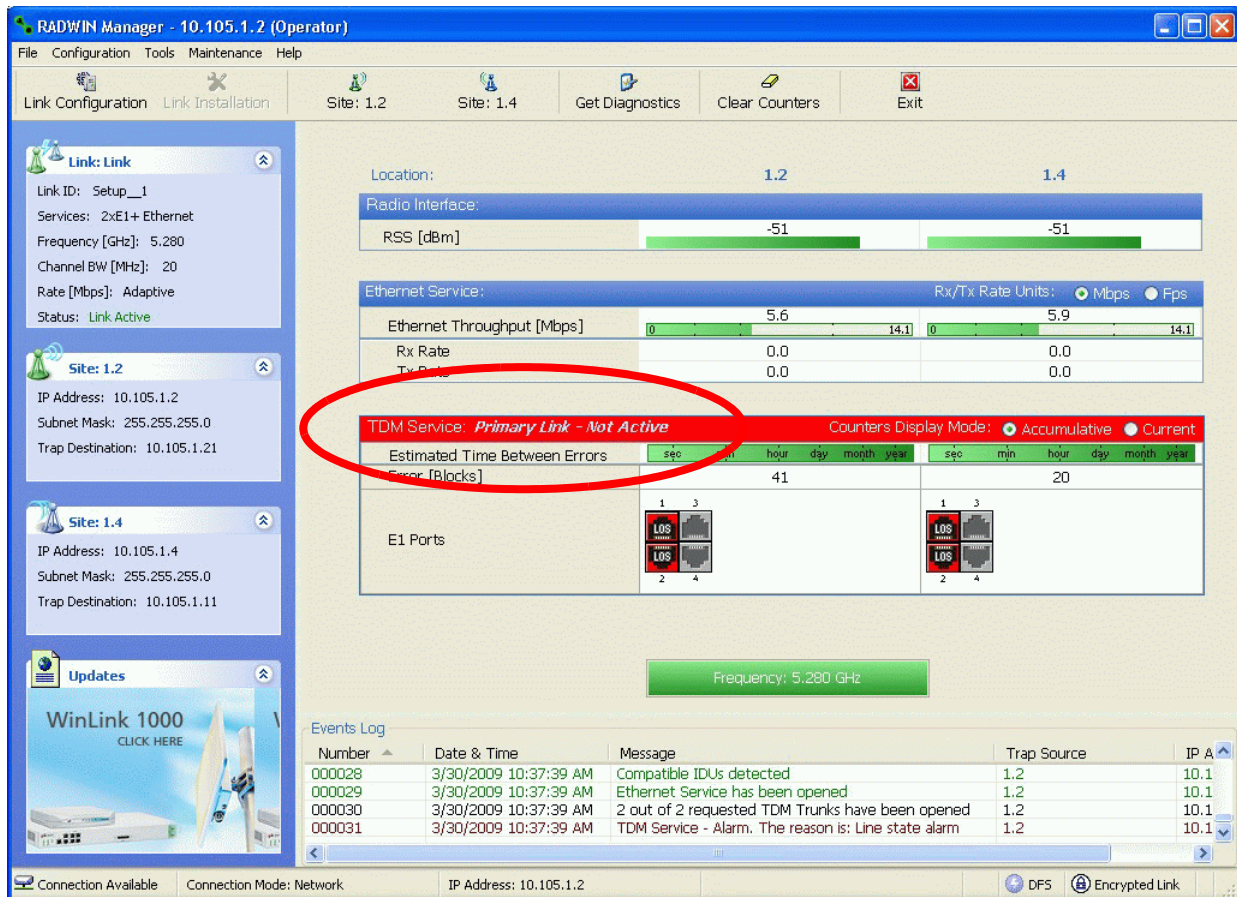 RADWIN Manager - 10.105.1.2 (Operator)
File Configuration Tools Maintenance Help
Link Configuration Link Installation Site: 1.2 Site: 1.4 Get Diagnostics Clear Counters Exit
Link: Link
Link ID: Setup__1
Services: 2xE1+ Ethernet
Frequency [GHz]: 5.280
Channel BW [MHz]: 20
Rate [Mbps]: Adaptive
Status: Link Active
Site: 1.2
IP Address: 10.105.1.2
Subnet Mask: 255.255.255.0
Trap Destination: 10.105.1.21
Site: 1.4
IP Address: 10.105.1.4
Subnet Mask: 255.255.255.0
Trap Destination: 10.105.1.11
Updates
WinLink 1000
CLICK HERE
Location: 1.2 1.4
Radio Interface:
RSS [dBm] -51 -51
Ethernet Service: Rx/Tx Rate Units: Mbps Fps
Ethernet Throughput [Mbps] 5.6 5.9
0 14.1 0 14.1
Rx Rate 0.0 0.0
Tx Rate 0.0 0.0
TDM Service: Primary Link - Not Active Counters Display Mode: Accumulative Current
Estimated Time Between Errors sec min hour day month year sec min hour day month year
Error [Blocks] 41 20
E1 Ports
1 3 1 3
LOS LOS
LOS LOS
2 4 2 4
Frequency: 5.280 GHz
Events Log
Number Date & Time Message Trap Source IP A
000028 3/30/2009 10:37:39 AM Compatible IDUs detected 1.2 10.1
000029 3/30/2009 10:37:39 AM Ethernet Service has been opened 1.2 10.1
000030 3/30/2009 10:37:39 AM 2 out of 2 requested TDM Trunks have been opened 1.2 10.1
000031 3/30/2009 10:37:39 AM TDM Service - Alarm. The reason is: Line state alarm 1.2 10.1
Connection Available Connection Mode: Network IP Address: 10.105.1.2 DFS Encrypted Link